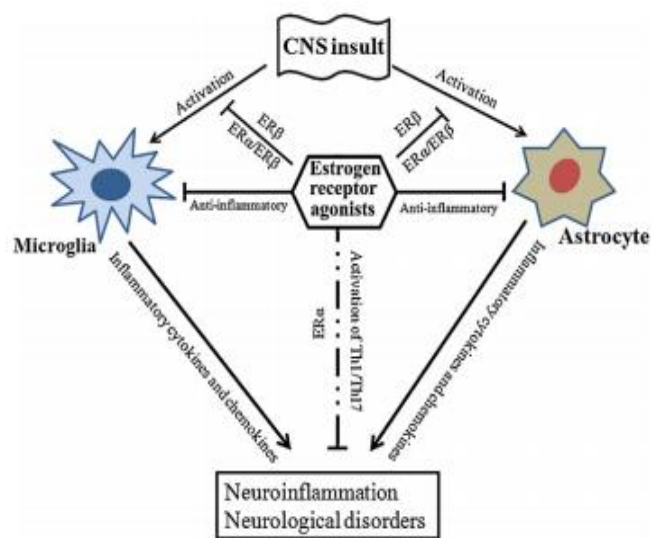 CNS insult
Activation
Activation
ERβ
ERα/ERβ
ERβ
ERα/ERβ
Estrogen
receptor
agonists
Anti-inflammatory
Anti-inflammatory
Microglia
Astrocyte
Inflammatory cytokines and chemokines
ERα
Activation of Th1/Th17
Inflammatory cytokines and chemokines
Neuroinflammation
Neurological disorders